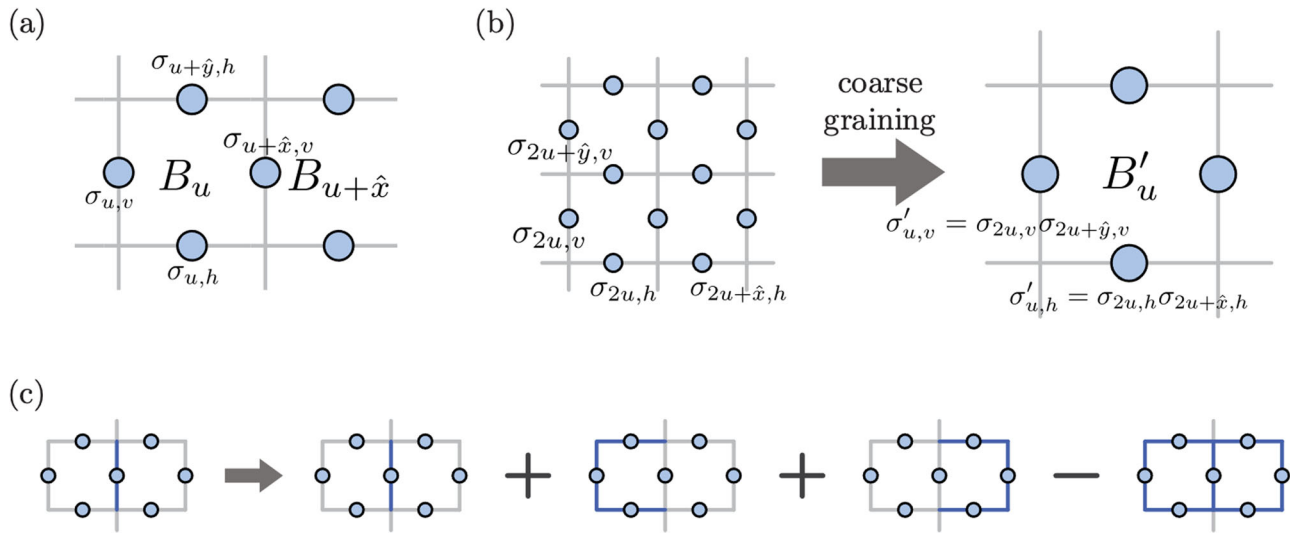 (a)
σ_{u+ŷ,h}
σ_{u+x̂,v}
B_u
B_{u+x̂}
σ_{u,v}
σ_{u,h}
(b)
σ_{2u+ŷ,v}
σ_{2u,v}
σ_{2u,h}
σ_{2u+x̂,h}
coarse
graining
B'_u
σ'_{u,v} = σ_{2u,v}σ_{2u+ŷ,v}
σ'_{u,h} = σ_{2u,h}σ_{2u+x̂,h}
(c)
+
+
−